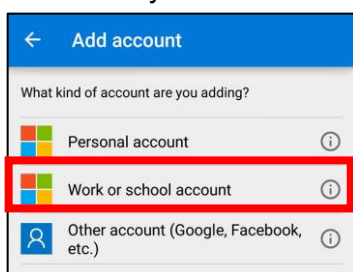 Add account
What kind of account are you adding?
Personal account
Work or school account
Other account (Google, Facebook,
etc.)